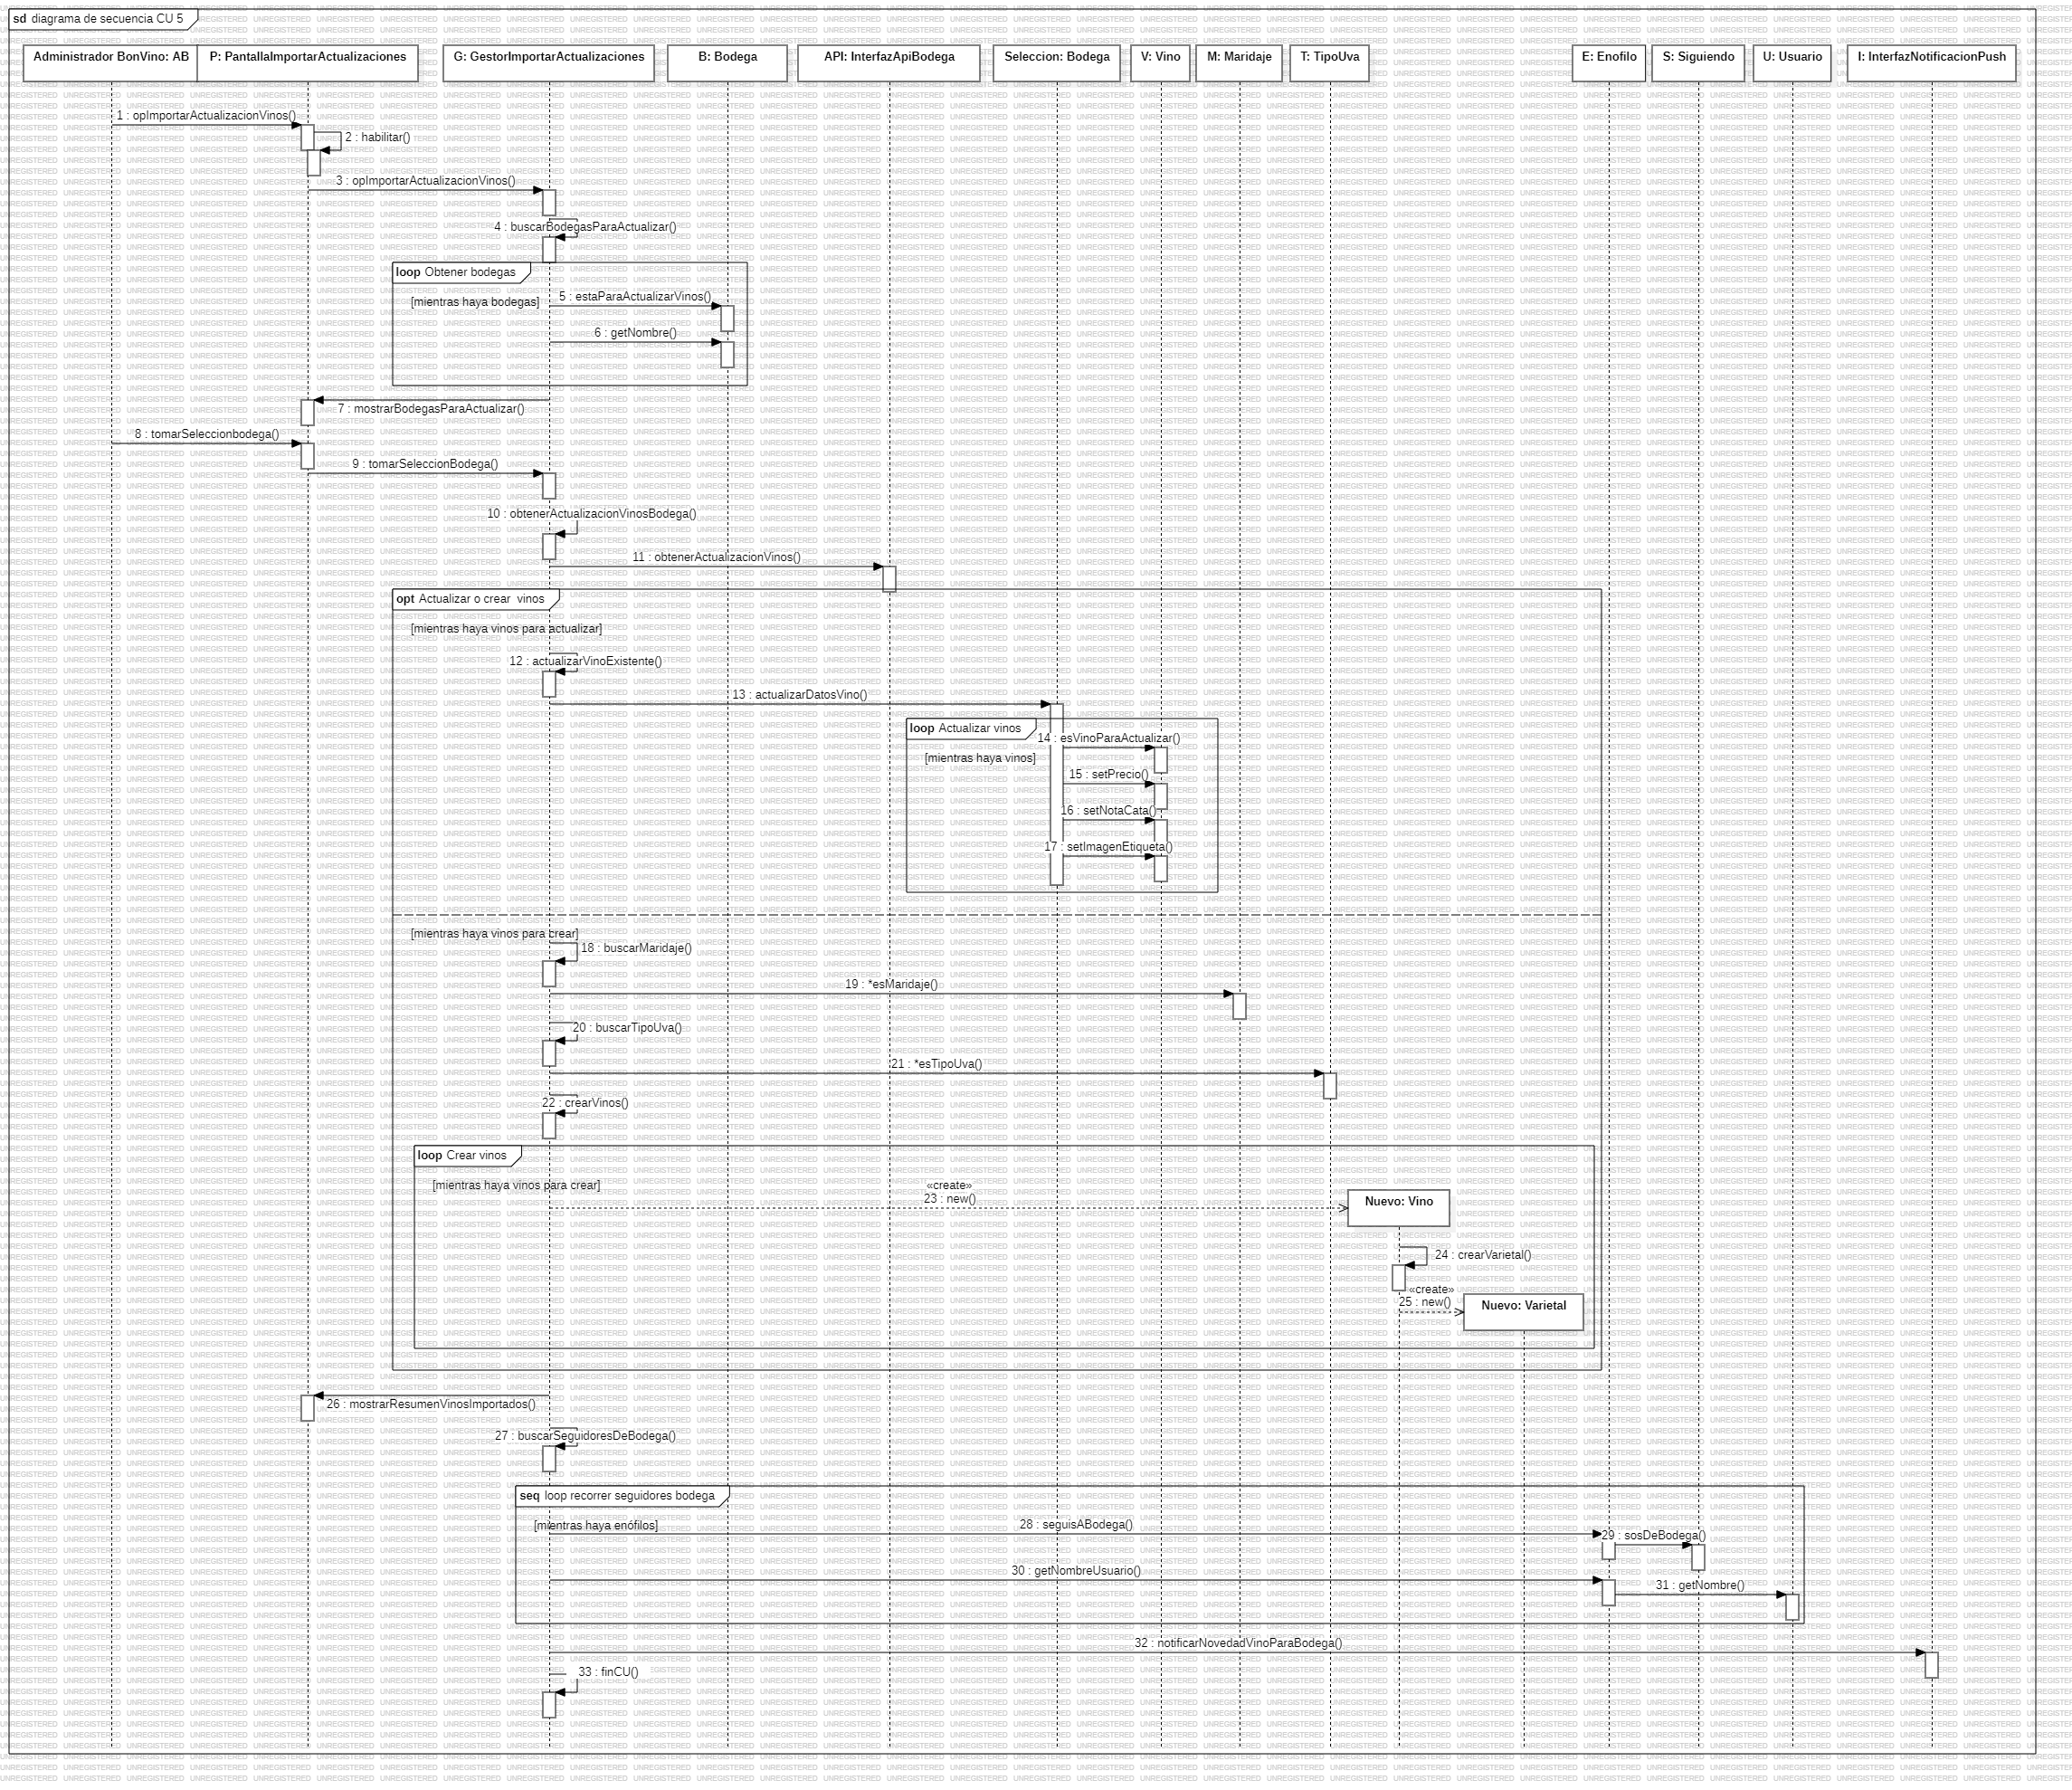 sd diagrama de secuencia CU 5
Administrador BonVino: AB
P: PantallaImportarActualizaciones
G: GestorImportarActualizaciones
B: Bodega
API: InterfazApiBodega
Seleccion: Bodega
V: Vino
M: Maridaje
T: TipoUva
E: Enofilo
S: Siguiendo
U: Usuario
I: InterfazNotificacionPush
1 : opImportarActualizacionVinos()
2 : habilitar()
3 : opImportarActualizacionVinos()
4 : buscarBodegasParaActualizar()
loop Obtener bodegas
[mientras haya bodegas]
5 : estaParaActualizarVinos()
6 : getNombre()
7 : mostrarBodegasParaActualizar()
8 : tomarSeleccionbodega()
9 : tomarSeleccionBodega()
10 : obtenerActualizacionVinosBodega()
11 : obtenerActualizacionVinos()
opt Actualizar o crear  vinos
[mientras haya vinos para actualizar]
12 : actualizarVinoExistente()
13 : actualizarDatosVino()
loop Actualizar vinos
14 : esVinoParaActualizar()
[mientras haya vinos]
15 : setPrecio()
16 : setNotaCata()
17 : setImagenEtiqueta()
[mientras haya vinos para crear]
18 : buscarMaridaje()
19 : *esMaridaje()
20 : buscarTipoUva()
21 : *esTipoUva()
22 : crearVinos()
loop Crear vinos
[mientras haya vinos para crear]
«create»
23 : new()
Nuevo: Vino
24 : crearVarietal()
«create»
25 : new()
Nuevo: Varietal
26 : mostrarResumenVinosImportados()
27 : buscarSeguidoresDeBodega()
seq loop recorrer seguidores bodega
[mientras haya enófilos]
28 : seguisABodega()
29 : sosDeBodega()
30 : getNombreUsuario()
31 : getNombre()
32 : notificarNovedadVinoParaBodega()
33 : finCU()
UNREGISTERED